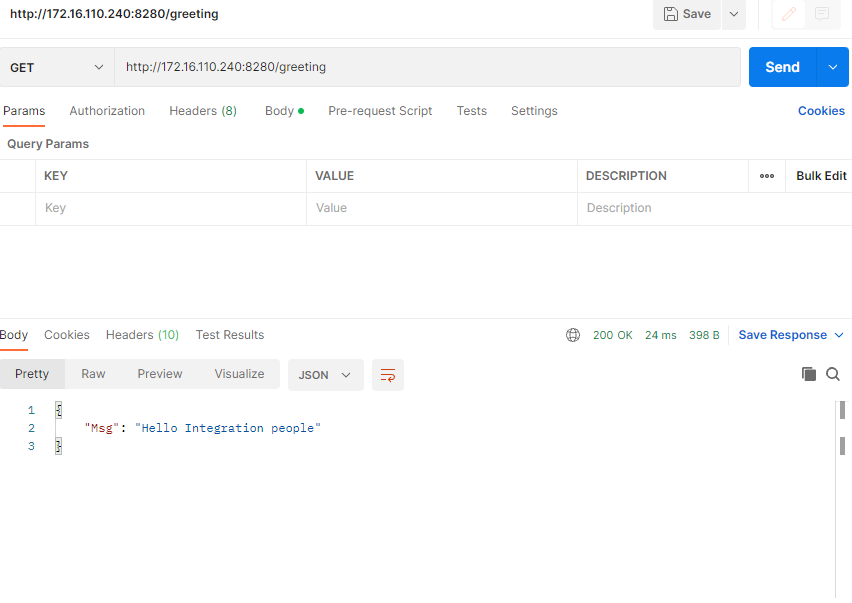 http://172.16.110.240:8280/greeting Save
GET http://172.16.110.240:8280/greeting Send
Params Authorization Headers (8) Body Pre-request Script Tests Settings Cookies
Query Params
KEY VALUE DESCRIPTION Bulk Edit
Key Value Description
Body Cookies Headers (10) Test Results 200 OK 24 ms 398 B Save Response
Pretty Raw Preview Visualize JSON
1 {
2 "Msg": "Hello Integration people"
3 }